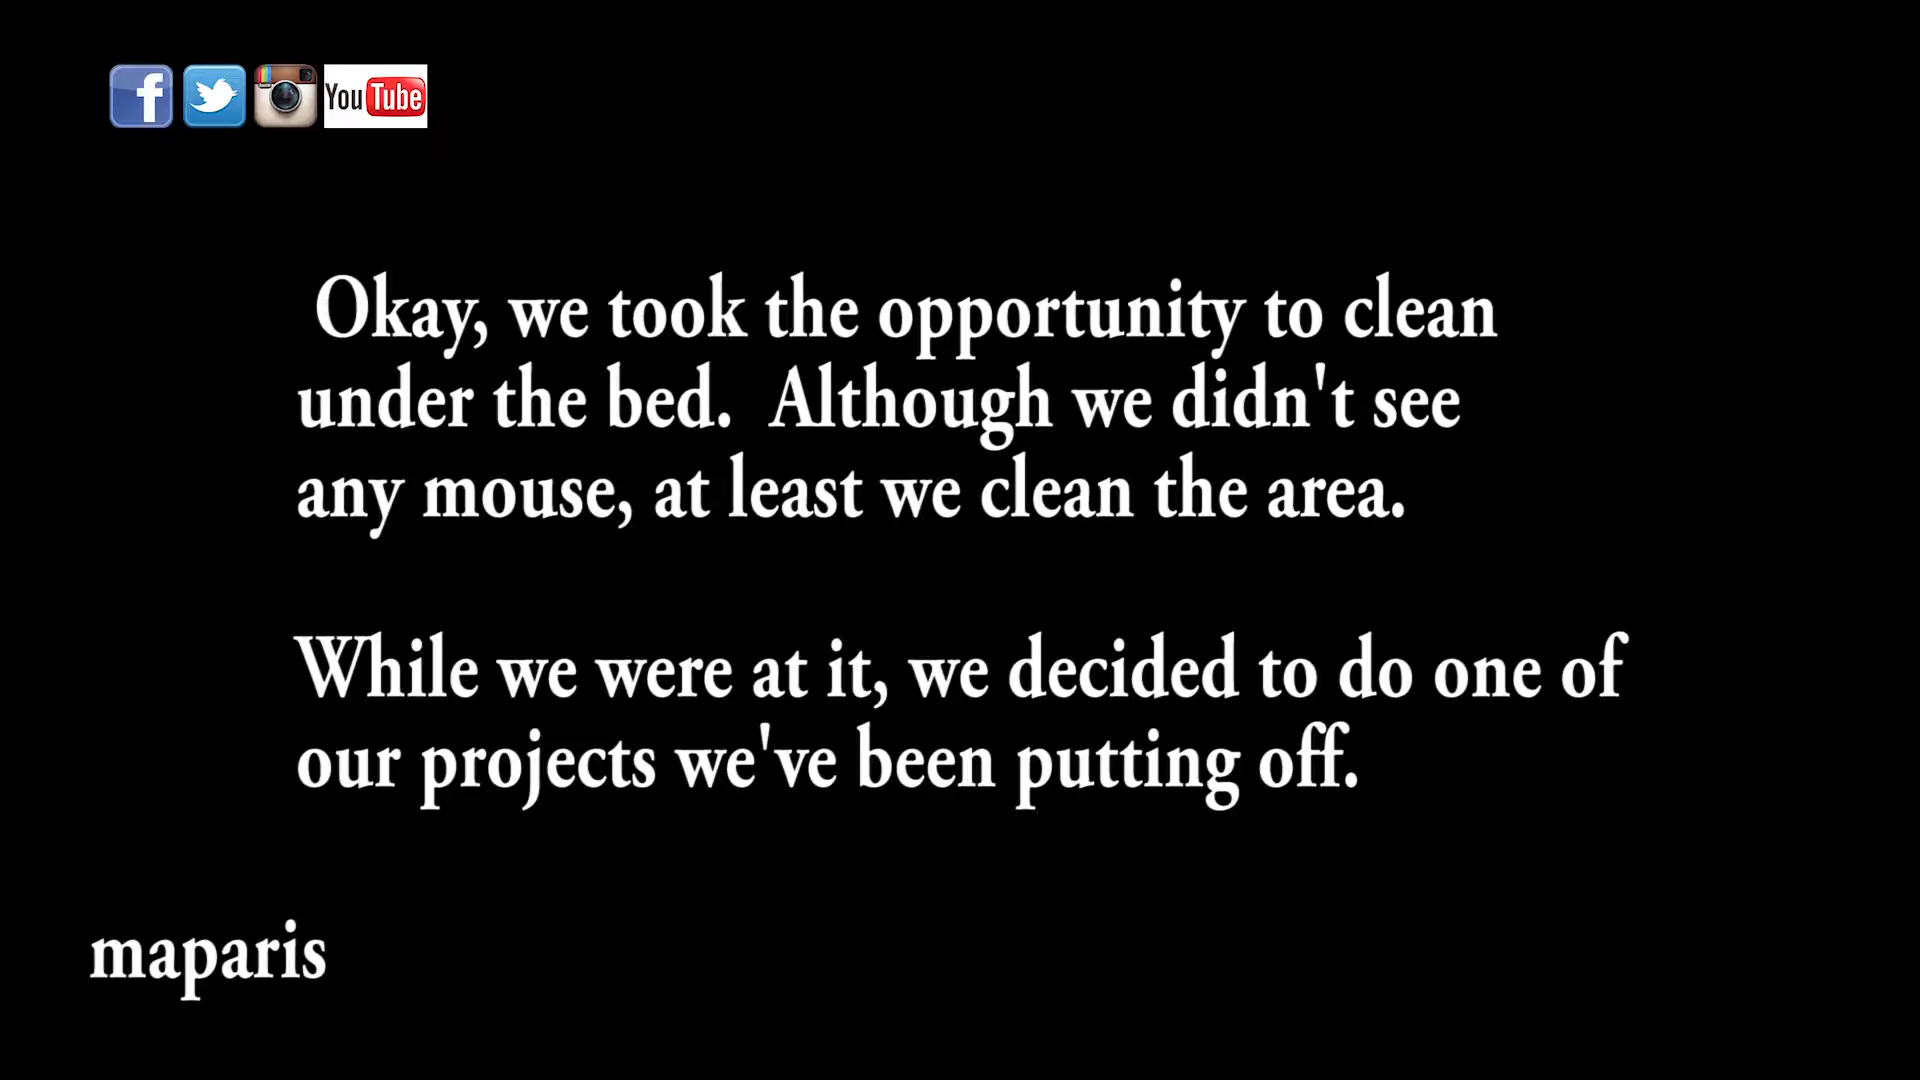 f
You Tube
Okay, we took the opportunity to clean
under the bed.  Although we didn't see
any mouse, at least we clean the area.
While we were at it, we decided to do one of
our projects we've been putting off.
maparis